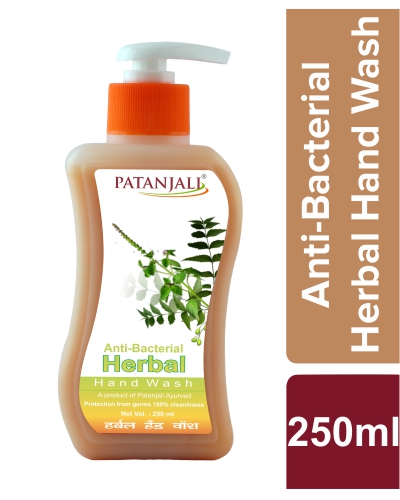 PATANJALI®
Anti-Bacterial
Herbal
Hand Wash
A product of Patanjali Ayurved
Protection from germs 100% cleanliness
Net Vol. : 250 ml
हर्बल हैंड वॉश
Anti-Bacterial
Herbal Hand Wash
250ml